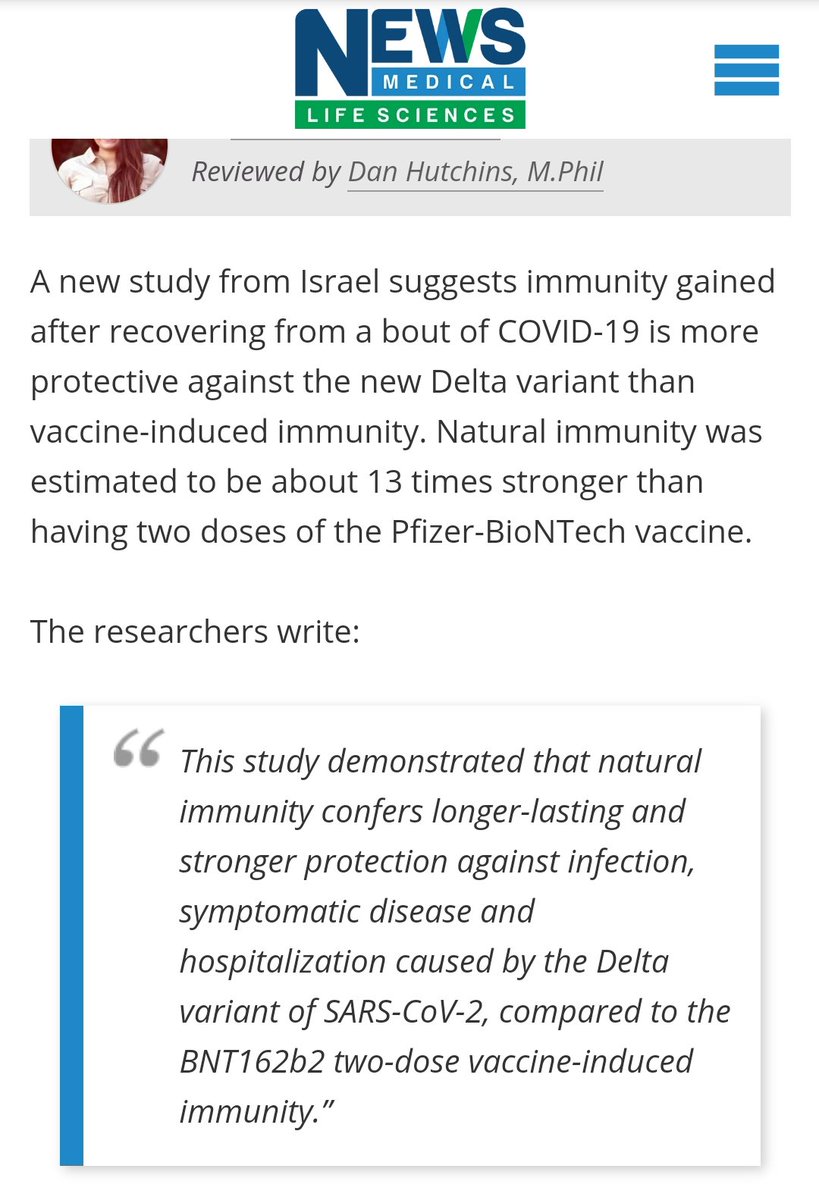 NEWS
MEDICAL
LIFE SCIENCES
Reviewed by Dan Hutchins, M.Phil
A new study from Israel suggests immunity gained
after recovering from a bout of COVID-19 is more
protective against the new Delta variant than
vaccine-induced immunity. Natural immunity was
estimated to be about 13 times stronger than
having two doses of the Pfizer-BioNTech vaccine.
The researchers write:
“ This study demonstrated that natural
immunity confers longer-lasting and
stronger protection against infection,
symptomatic disease and
hospitalization caused by the Delta
variant of SARS-CoV-2, compared to the
BNT162b2 two-dose vaccine-induced
immunity.”